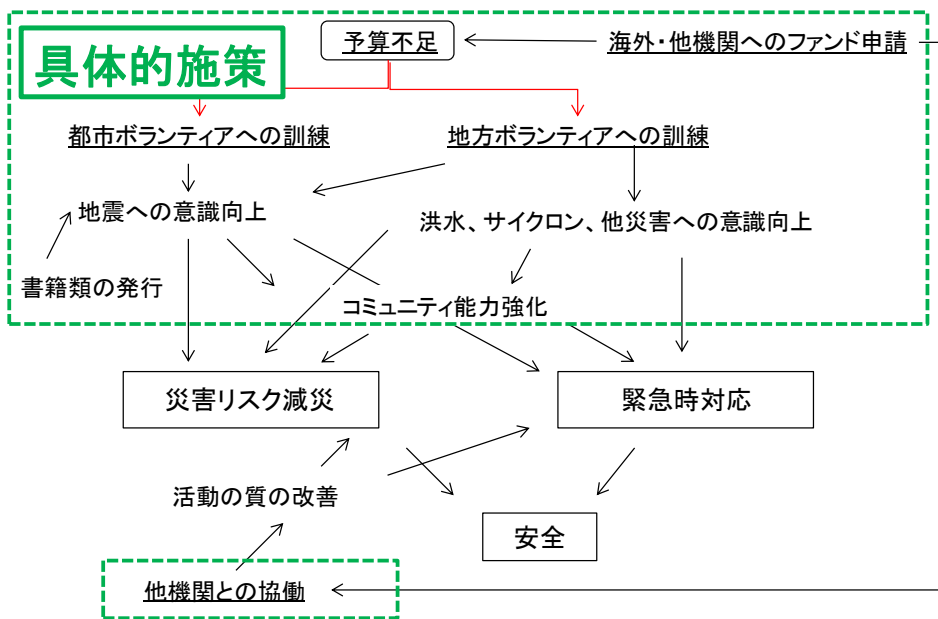 予算不足
海外・他機関へのファンド申請
具体的施策
都市ボランティアへの訓練
地方ボランティアへの訓練
地震への意識向上
洪水、サイクロン、他災害への意識向上
書籍類の発行
コミュニティ能力強化
災害リスク減災
緊急時対応
活動の質の改善
安全
他機関との協働